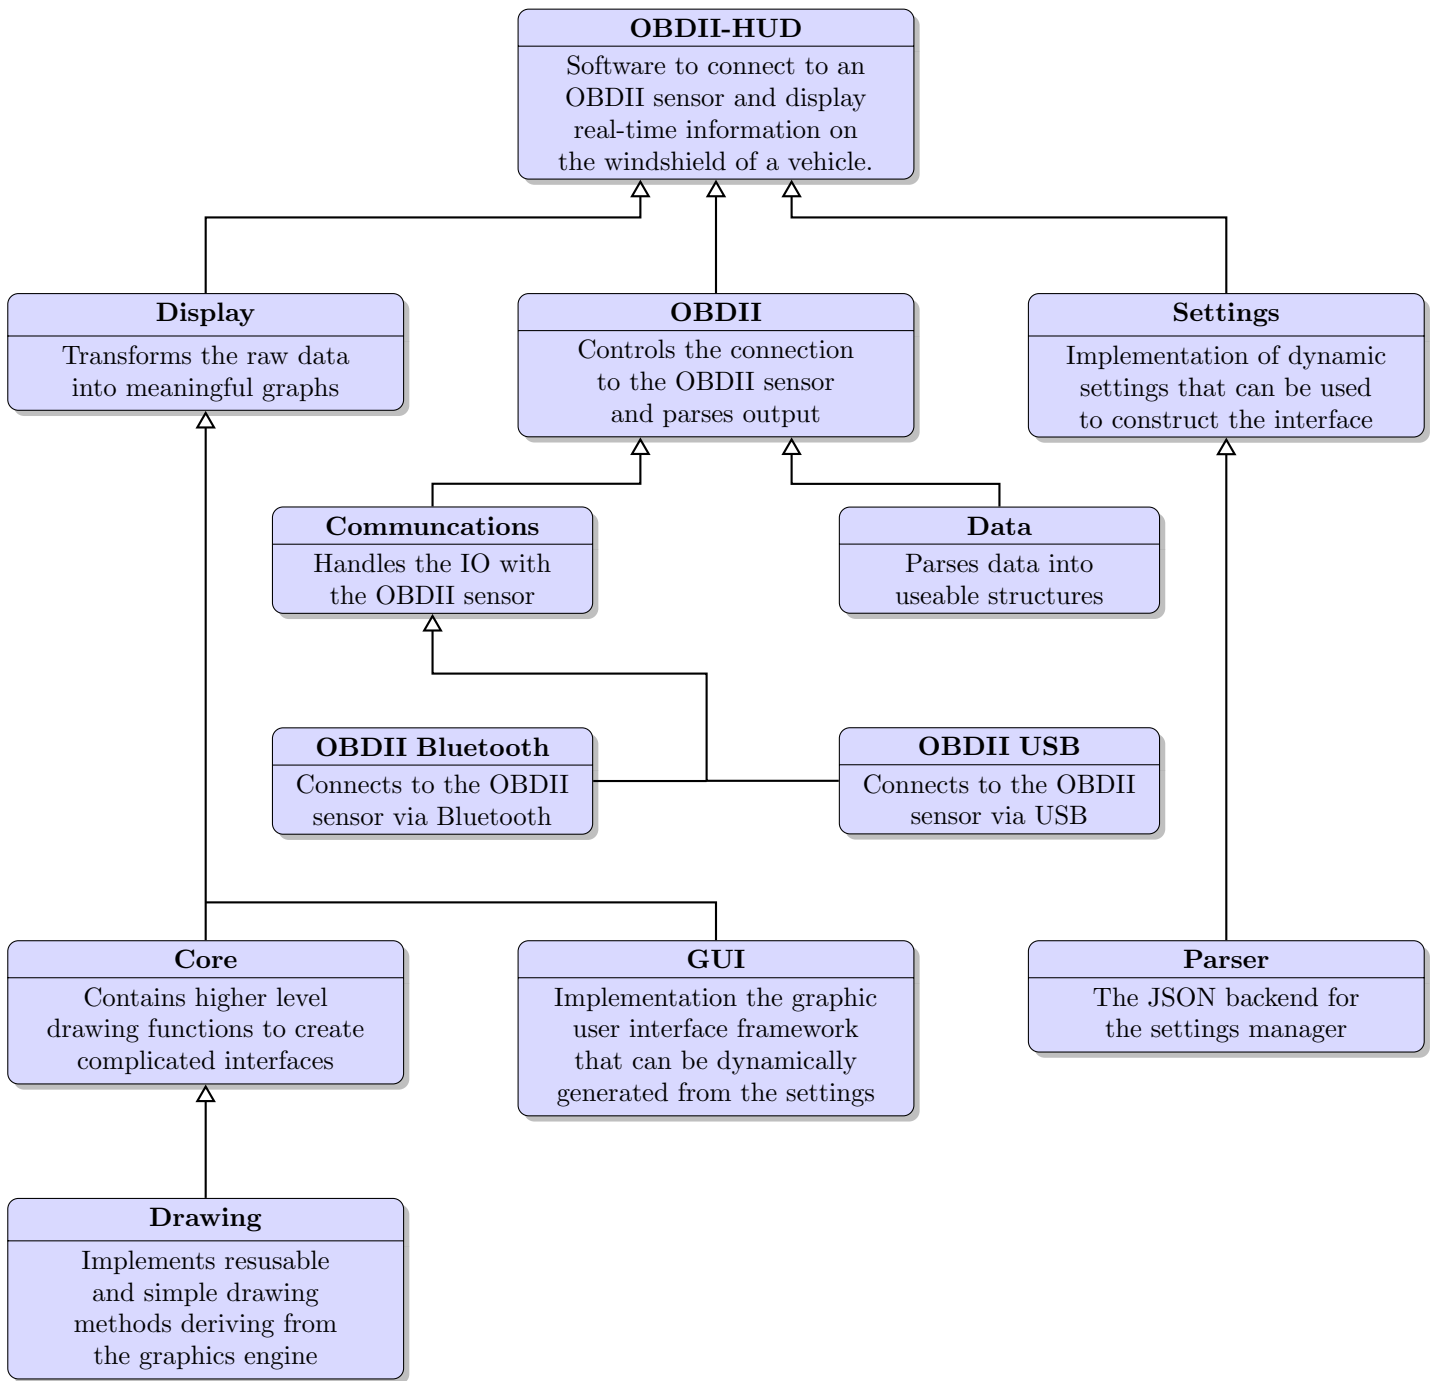 OBDII-HUD
Software to connect to an
OBDII sensor and display
real-time information on
the windshield of a vehicle.
Display
Transforms the raw data
into meaningful graphs
OBDII
Controls the connection
to the OBDII sensor
and parses output
Settings
Implementation of dynamic
settings that can be used
to construct the interface
Communcations
Handles the IO with
the OBDII sensor
Data
Parses data into
useable structures
OBDII Bluetooth
Connects to the OBDII
sensor via Bluetooth
OBDII USB
Connects to the OBDII
sensor via USB
Core
Contains higher level
drawing functions to create
complicated interfaces
GUI
Implementation the graphic
user interface framework
that can be dynamically
generated from the settings
Parser
The JSON backend for
the settings manager
Drawing
Implements resusable
and simple drawing
methods deriving from
the graphics engine